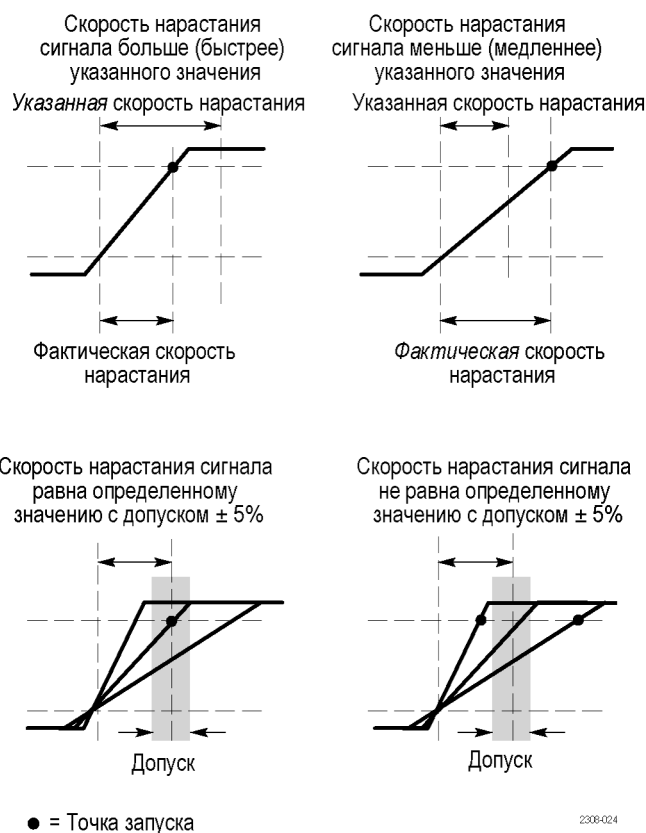 Скорость нарастания
сигнала больше (быстрее)
указанного значения
Указанная скорость нарастания
Фактическая скорость
нарастания
Скорость нарастания
сигнала меньше (медленнее)
указанного значения
Указанная скорость нарастания
Фактическая скорость
нарастания
Скорость нарастания сигнала
равна определенному
значению с допуском ± 5%
Допуск
Скорость нарастания сигнала
не равна определенному
значению с допуском ± 5%
Допуск
● = Точка запуска
2308-024